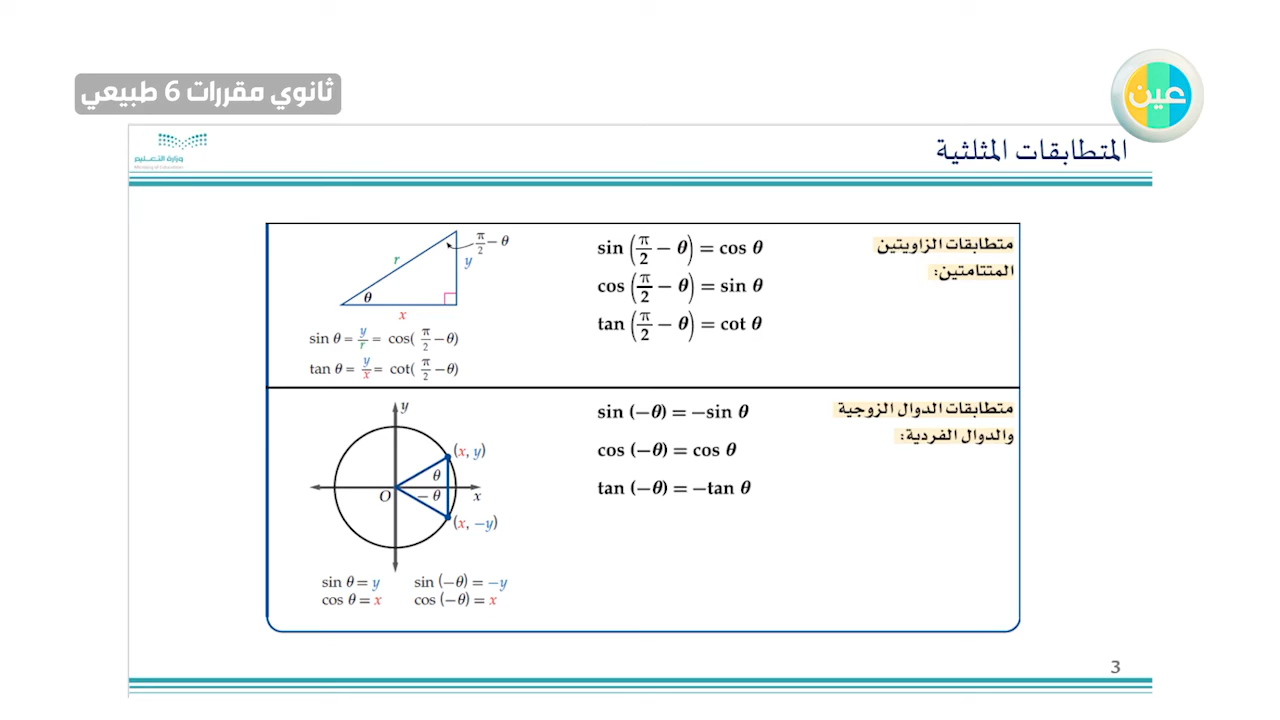 ثانوي مقررات 6 طبيعي
عين
وزارة التعليم
Ministry of Education
المتطابقات المثلثية
متطابقات الزاويتين
المتتامتين:
sin (π/2 − θ) = cos θ
cos (π/2 − θ) = sin θ
tan (π/2 − θ) = cot θ
π/2 − θ
r
y
θ
x
sin θ = y/r = cos( π/2 −θ)
tan θ = y/x = cot( π/2 −θ)
متطابقات الدوال الزوجية
والدوال الفردية:
sin (−θ) = −sin θ
cos (−θ) = cos θ
tan (−θ) = −tan θ
y
(x, y)
θ
O − θ x
(x, −y)
sin θ = y sin (−θ) = −y
cos θ = x cos (−θ) = x
3